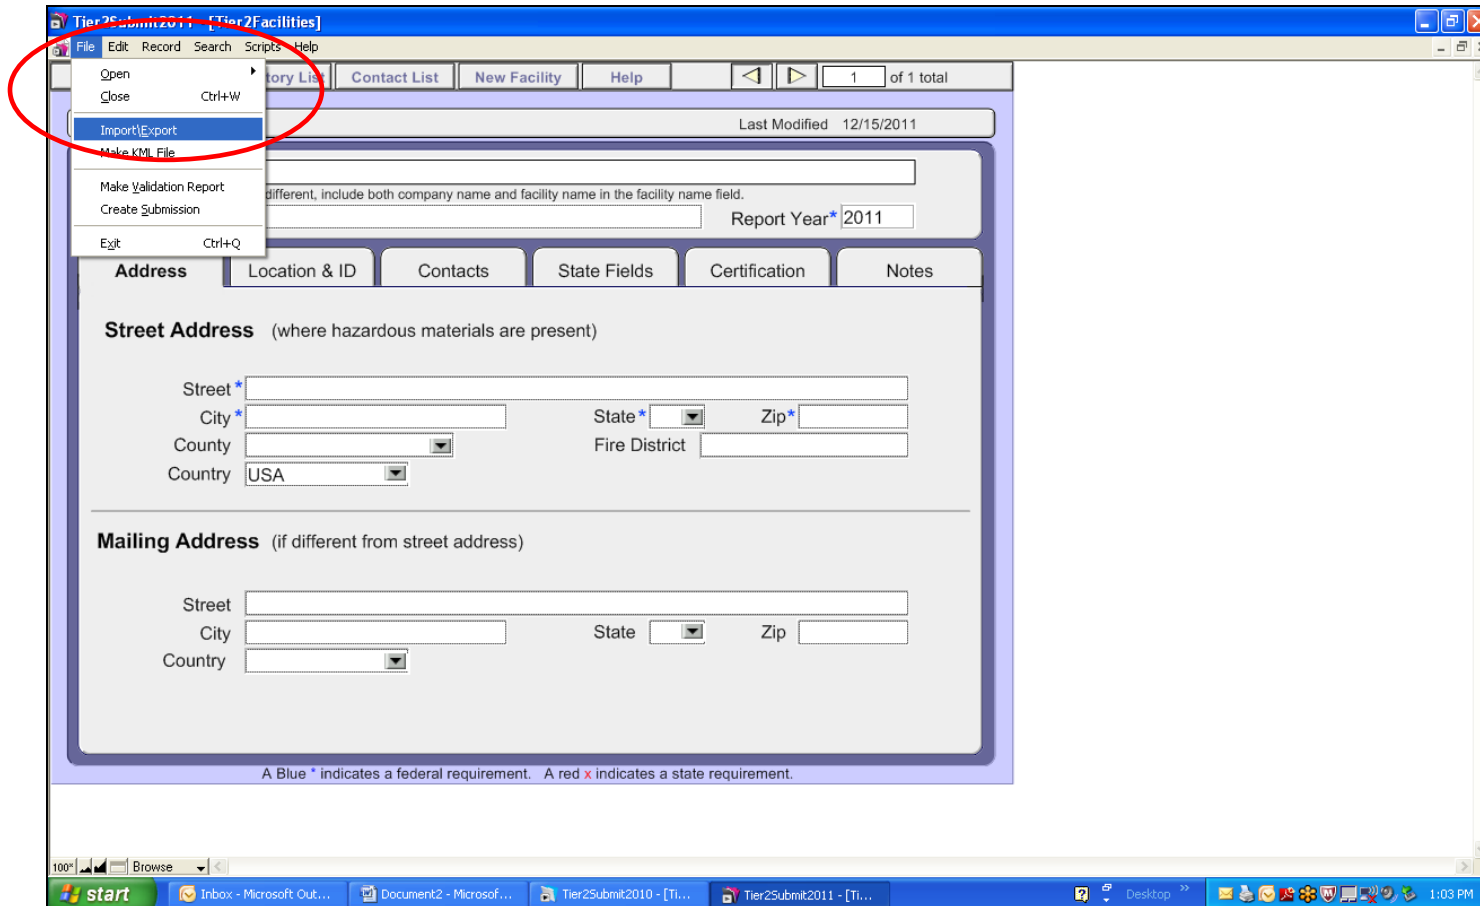 Tier2Submit2011 - [Tier2Facilities]
File Edit Record Search Scripts Help
Open
Close Ctrl+W
Import\Export
Make KML File
Make Validation Report
Create Submission
Exit Ctrl+Q
tory List Contact List New Facility Help 1 of 1 total
Last Modified 12/15/2011
different, include both company name and facility name in the facility name field.
Report Year* 2011
Address Location & ID Contacts State Fields Certification Notes
Street Address (where hazardous materials are present)
Street *
City * State * Zip*
County Fire District
Country USA
Mailing Address (if different from street address)
Street
City State Zip
Country
A Blue * indicates a federal requirement. A red x indicates a state requirement.
100 Browse
start Inbox - Microsoft Out... Document2 - Microsof... Tier2Submit2010 - [Ti... Tier2Submit2011 - [Ti... Desktop » 1:03 PM